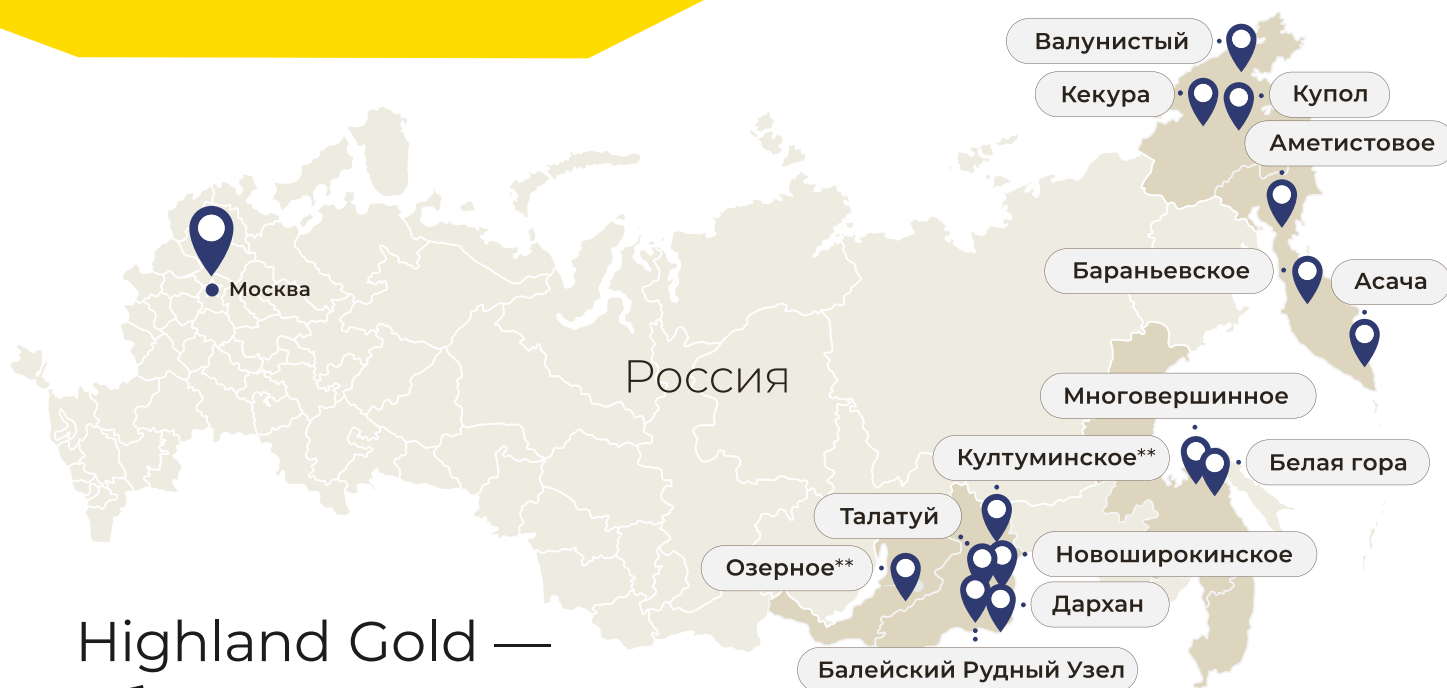 Валунистый
Кекура
Купол
Аметистовое
Москва
Бараньевское
Асача
Россия
Многовершинное
Култуминское**
Белая гора
Талатуй
Новоширокинское
Озерное**
Дархан
Highland Gold —
Балейский Рудный Узел